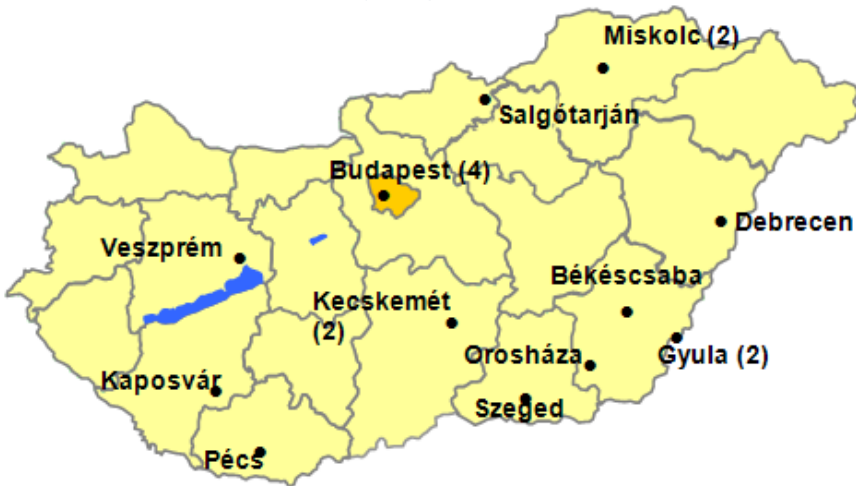 Miskolc (2)
Salgótarján
Budapest (4)
Debrecen
Veszprém
Békéscsaba
Kecskemét
(2)
Orosháza
Gyula (2)
Kaposvár
Szeged
Pécs